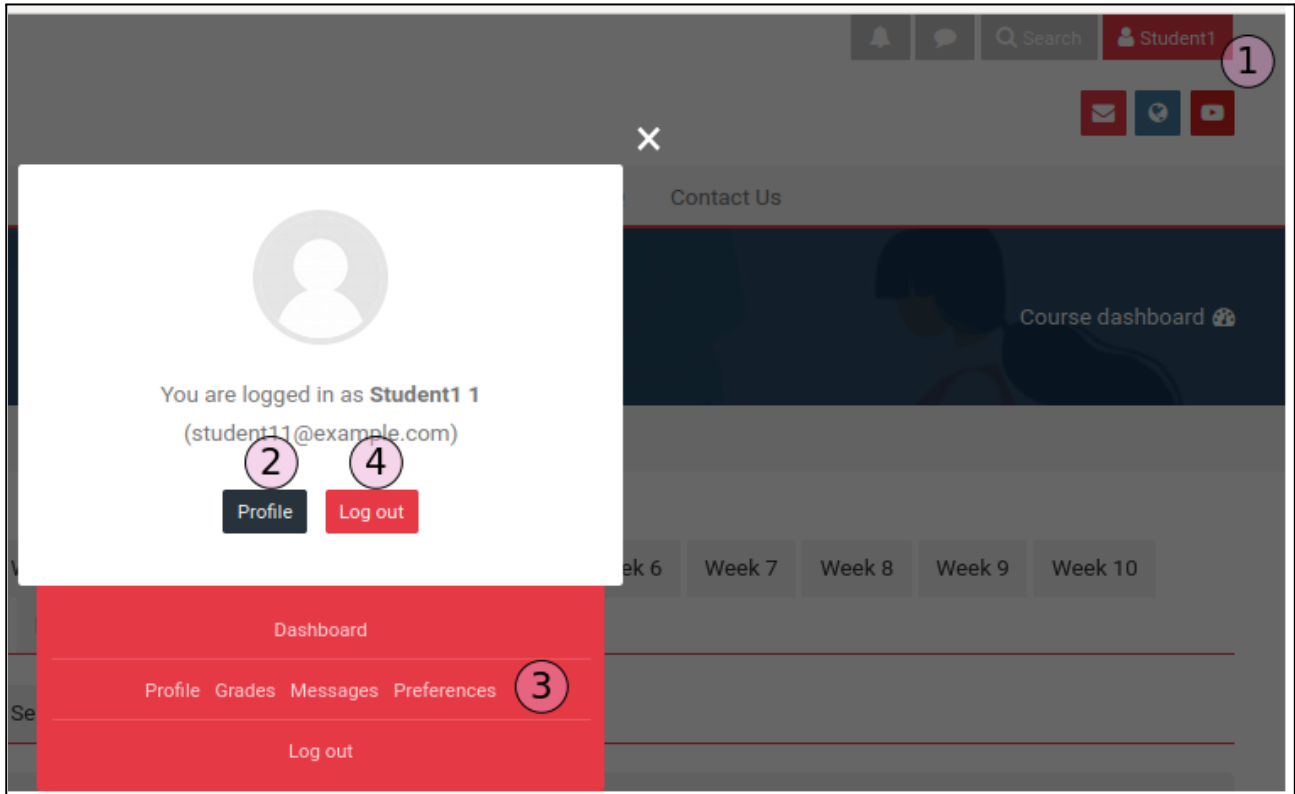 Search Student1
1
×
Contact Us
Course dashboard
You are logged in as Student1 1
(student11@example.com)
2 4
Profile Log out
ek 6 Week 7 Week 8 Week 9 Week 10
Dashboard
Profile Grades Messages Preferences 3
Se
Log out